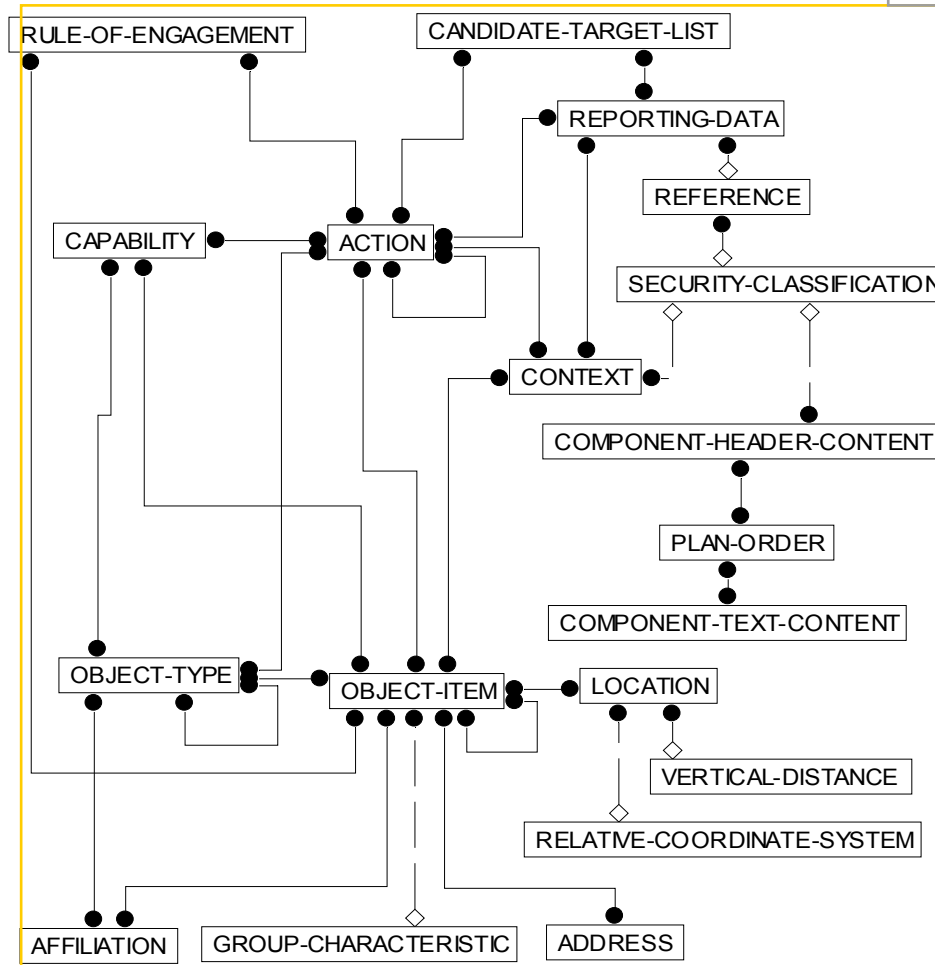 RULE-OF-ENGAGEMENT
CANDIDATE-TARGET-LIST
REPORTING-DATA
REFERENCE
CAPABILITY
ACTION
SECURITY-CLASSIFICATION
CONTEXT
COMPONENT-HEADER-CONTENT
PLAN-ORDER
COMPONENT-TEXT-CONTENT
OBJECT-TYPE
OBJECT-ITEM
LOCATION
VERTICAL-DISTANCE
RELATIVE-COORDINATE-SYSTEM
AFFILIATION
GROUP-CHARACTERISTIC
ADDRESS